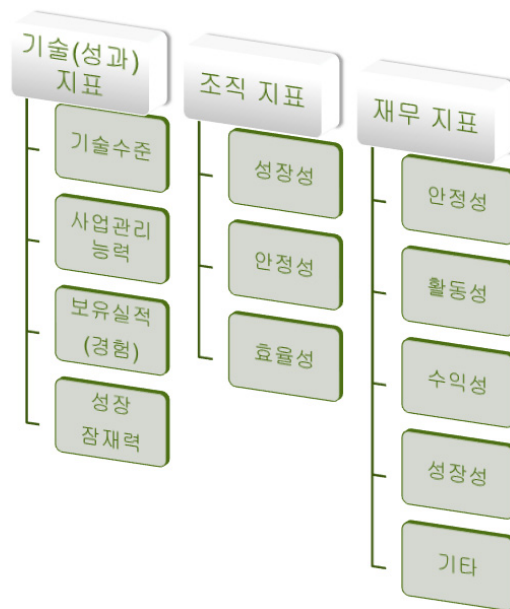 기술(성과)
지표
기술수준
사업관리
능력
보유실적
(경험)
성장
잠재력
조직 지표
성장성
안정성
효율성
재무 지표
안정성
활동성
수익성
성장성
기타